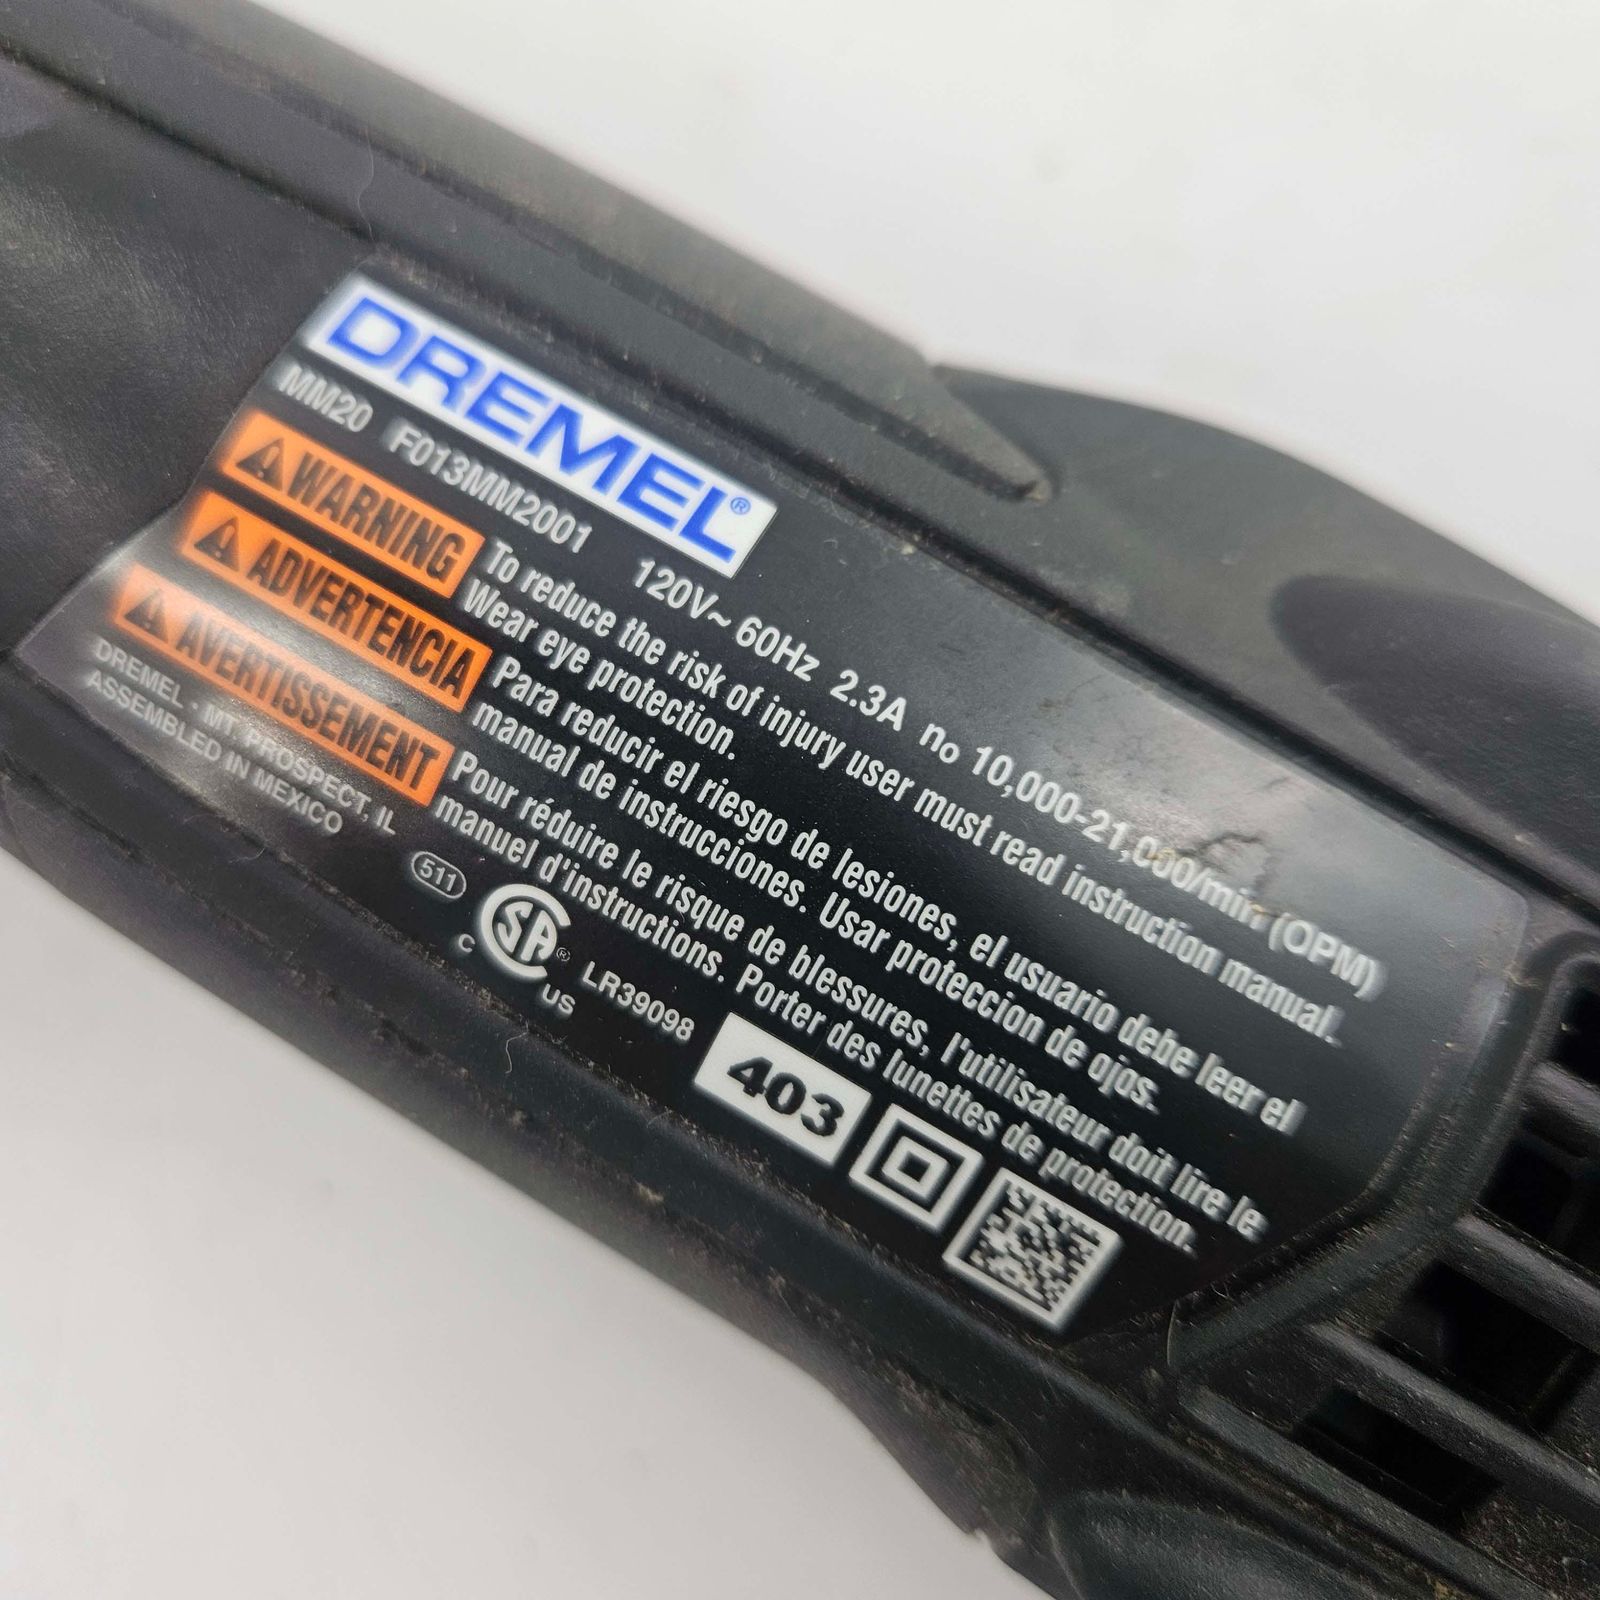 DREMEL®
MM20 F013MM2001 120V~ 60Hz 2.3A no 10,000-21,000/min (OPM)
WARNING To reduce the risk of injury user must read instruction manual.
Wear eye protection.
ADVERTENCIA Para reducir el riesgo de lesiones, el usuario debe leer el
manual de instrucciones. Usar proteccion de ojos.
AVERTISSEMENT Pour réduire le risque de blessures, l'utilisateur doit lire le
manuel d'instructions. Porter des lunettes de protection.
DREMEL - MT. PROSPECT, IL
ASSEMBLED IN MEXICO
511
C SA® US LR39098
403